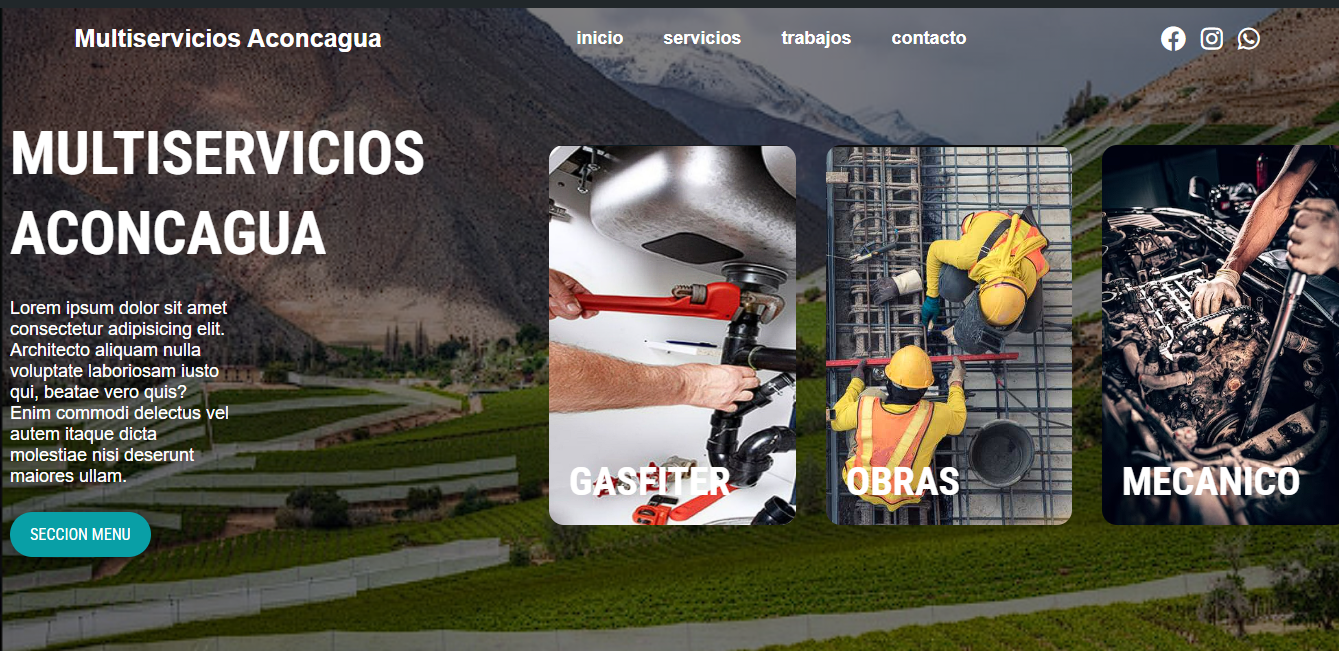 Multiservicios Aconcagua
inicio servicios trabajos contacto
MULTISERVICIOS
ACONCAGUA
Lorem ipsum dolor sit amet
consectetur adipisicing elit.
Architecto aliquam nulla
voluptate laboriosam iusto
qui, beatae vero quis?
Enim commodi delectus vel
autem itaque dicta
molestiae nisi deserunt
maiores ullam.
SECCION MENU
GASFITER
OBRAS
MECANICO